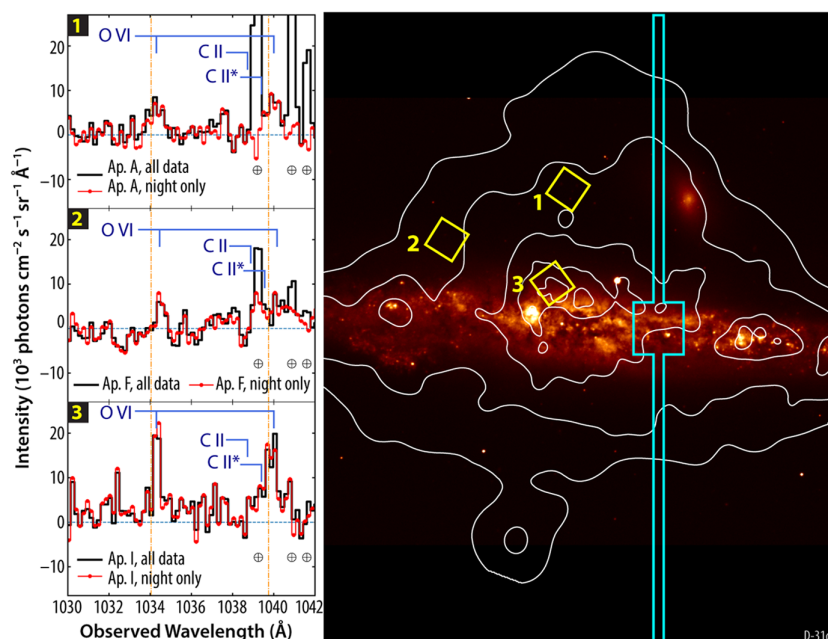 1
O VI
C II
C II*
20
10
0
−10
Ap. A, all data
Ap. A, night only
⊕ ⊕ ⊕
2
O VI
C II
C II*
20
10
0
−10
Ap. F, all data Ap. F, night only
⊕ ⊕ ⊕
3
O VI
C II
C II*
20
10
0
−10
Ap. I, all data
Ap. I, night only
⊕ ⊕ ⊕
1030 1032 1034 1036 1038 1040 1042
Observed Wavelength (Å)
Intensity (10³ photons cm⁻² s⁻¹ sr⁻¹ Å⁻¹)
1
2
3